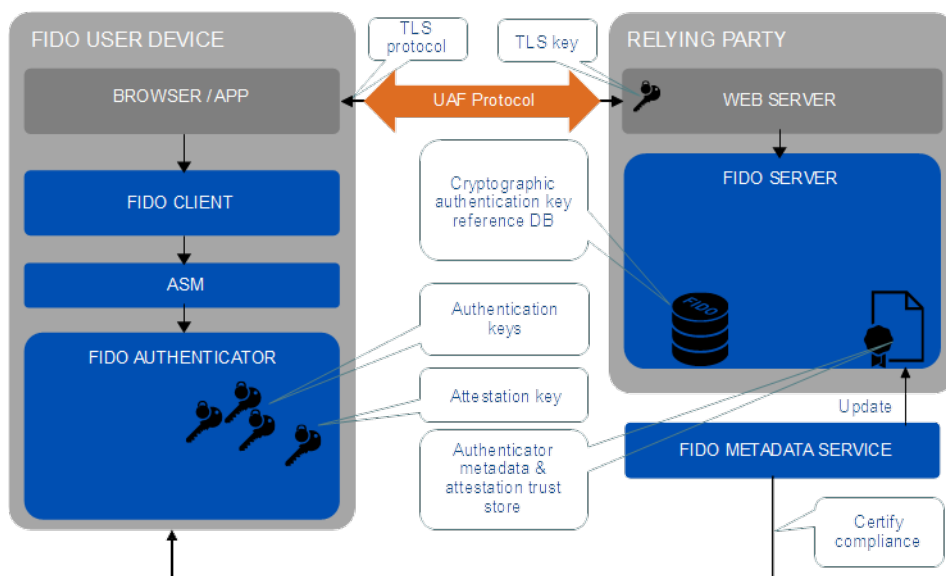 FIDO USER DEVICE
BROWSER / APP
FIDO CLIENT
ASM
FIDO AUTHENTICATOR
TLS
protocol
TLS key
UAF Protocol
Cryptographic
authentication key
reference DB
Authentication
keys
Attestation key
Authenticator
metadata &
attestation trust
store
RELYING PARTY
WEB SERVER
FIDO SERVER
FIDO
Update
FIDO METADATA SERVICE
Certify
compliance